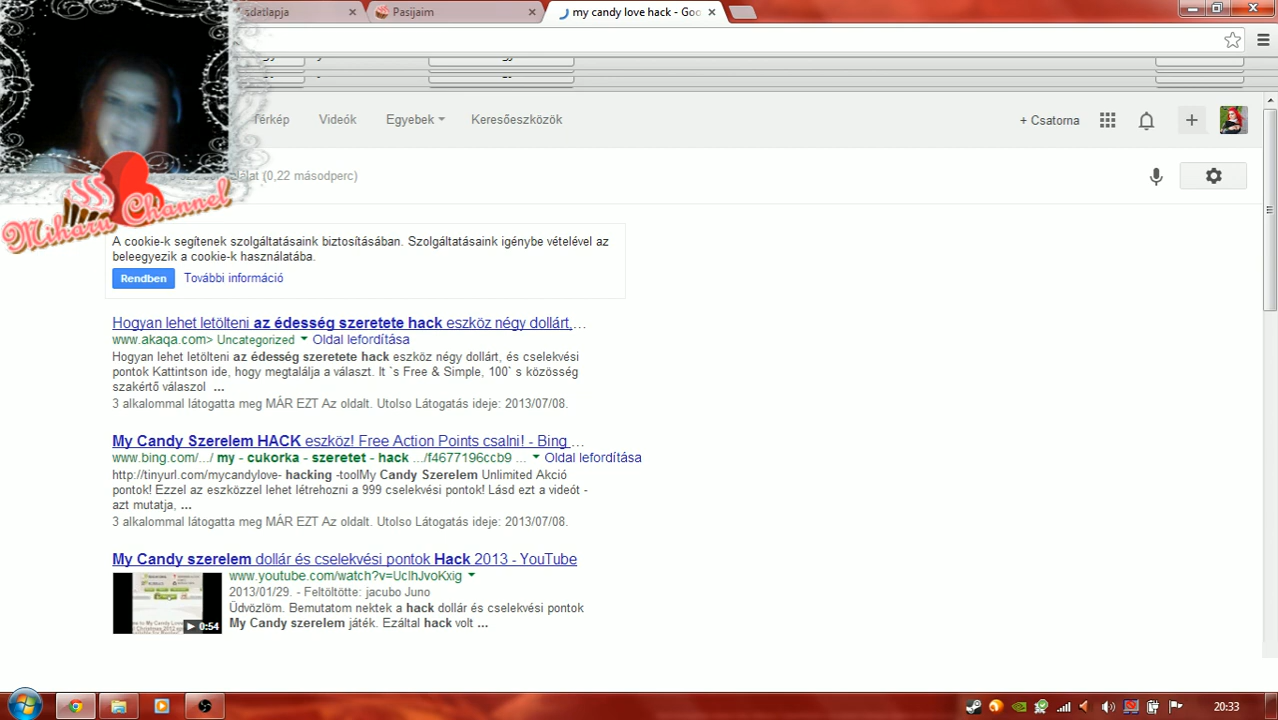 sdatlapja
Pasijaim
my candy love hack - Goo
Térkép Videók Egyebek Keresőeszközök
+ Csatorna
találat (0,22 másodperc)
Miharu Channel
A cookie-k segítenek szolgáltatásaink biztosításában. Szolgáltatásaink igénybe vételével az
beleegyezik a cookie-k használatába.
Rendben További információ
Hogyan lehet letölteni az édesség szeretete hack eszköz négy dollárt,...
www.akaqa.com> Uncategorized Oldal lefordítása
Hogyan lehet letölteni az édesség szeretete hack eszköz négy dollárt, és cselekvési
pontok Kattintson ide, hogy megtalálja a választ. It `s Free & Simple, 100` s közösség
szakértő válaszol ...
3 alkalommal látogatta meg MÁR EZT Az oldalt. Utolso Látogatás ideje: 2013/07/08.
My Candy Szerelem HACK eszköz! Free Action Points csalni! - Bing ...
www.bing.com/.../ my - cukorka - szeretet - hack .../f4677196ccb9 ... Oldal lefordítása
http://tinyurl.com/mycandylove- hacking -toolMy Candy Szerelem Unlimited Akció
pontok! Ezzel az eszközzel lehet létrehozni a 999 cselekvési pontok! Lásd ezt a videót -
azt mutatja, ...
3 alkalommal látogatta meg MÁR EZT Az oldalt. Utolso Látogatás ideje: 2013/07/08.
My Candy szerelem dollár és cselekvési pontok Hack 2013 - YouTube
www.youtube.com/watch?v=UclhJvoKxig
2013/01/29. - Feltöltötte: jacubo Juno
Üdvözlöm. Bemutatom nektek a hack dollár és cselekvési pontok
My Candy szerelem játék. Ezáltal hack volt ...
0:54
20:33